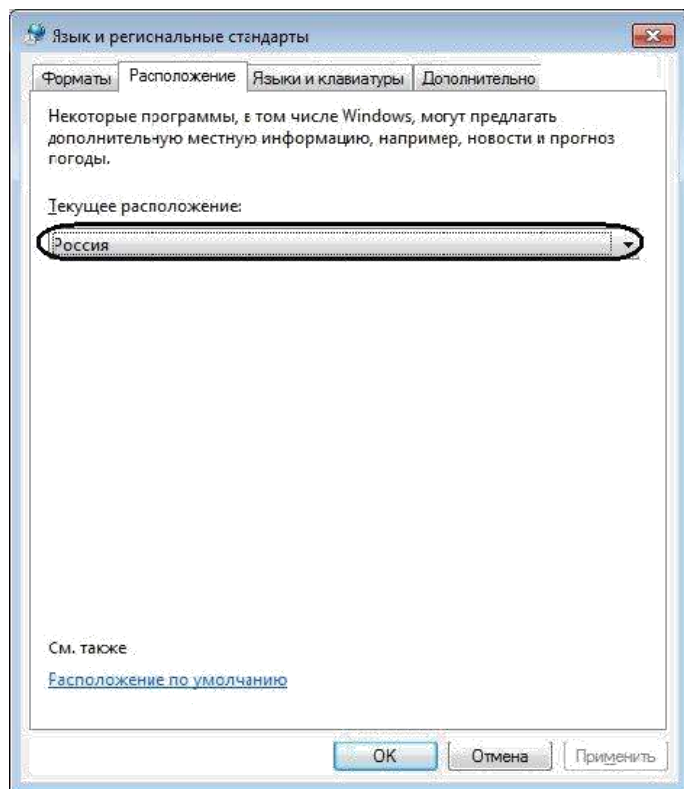 Язык и региональные стандарты
Форматы Расположение Языки и клавиатуры Дополнительно
Некоторые программы, в том числе Windows, могут предлагать
дополнительную местную информацию, например, новости и прогноз
погоды.
Текущее расположение:
Россия
См. также
Расположение по умолчанию
ОК Отмена Применить